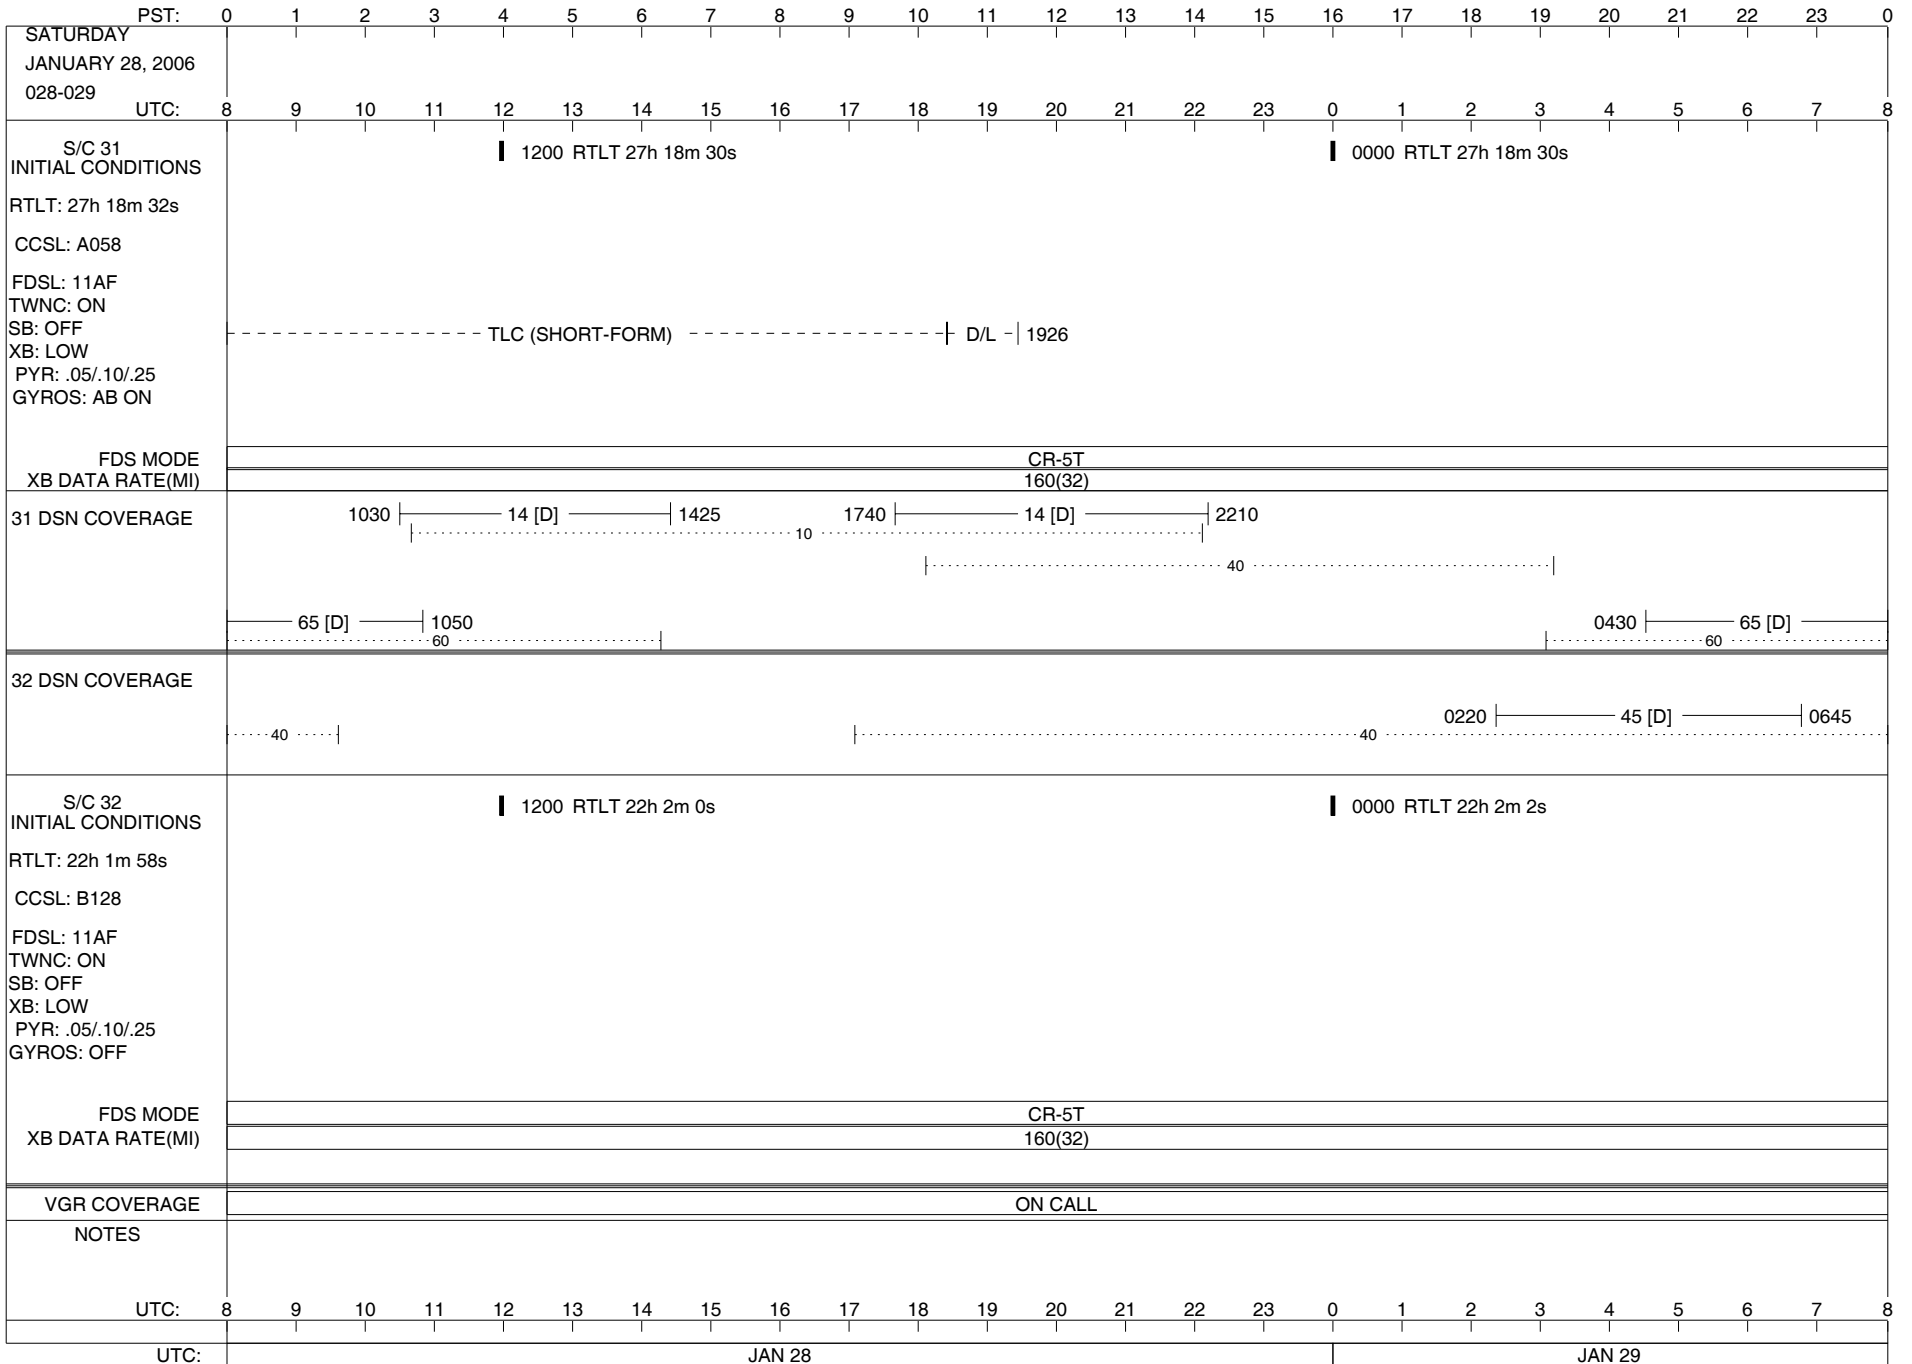 PST: 0 1 2 3 4 5 6 7 8 9 10 11 12 13 14 15 16 17 18 19 20 21 22 23 0
SATURDAY
JANUARY 28, 2006
028-029
UTC: 8 9 10 11 12 13 14 15 16 17 18 19 20 21 22 23 0 1 2 3 4 5 6 7 8
S/C 31
INITIAL CONDITIONS
1200 RTLT 27h 18m 30s
0000 RTLT 27h 18m 30s
RTLT: 27h 18m 32s
CCSL: A058
FDSL: 11AF
TWNC: ON
SB: OFF
TLC (SHORT-FORM) D/L 1926
XB: LOW
PYR: .05/.10/.25
GYROS: AB ON
FDS MODE CR-5T
XB DATA RATE(MI) 160(32)
31 DSN COVERAGE
1030 14 [D] 1425 1740 14 [D] 2210
10
40
65 [D] 1050 0430 65 [D]
60 60
32 DSN COVERAGE
0220 45 [D] 0645
40 40
S/C 32
INITIAL CONDITIONS
1200 RTLT 22h 2m 0s
0000 RTLT 22h 2m 2s
RTLT: 22h 1m 58s
CCSL: B128
FDSL: 11AF
TWNC: ON
SB: OFF
XB: LOW
PYR: .05/.10/.25
GYROS: OFF
FDS MODE CR-5T
XB DATA RATE(MI) 160(32)
VGR COVERAGE ON CALL
NOTES
UTC: 8 9 10 11 12 13 14 15 16 17 18 19 20 21 22 23 0 1 2 3 4 5 6 7 8
UTC: JAN 28 JAN 29